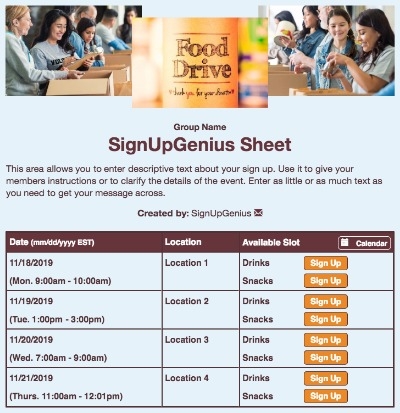 VOLUNTEER
Food
Drive
thank you for your donation
Group Name
SignUpGenius Sheet
This area allows you to enter descriptive text about your sign up. Use it to give your
members instructions or to clarify the details of the event. Enter as little or as much text as
you need to get your message across.
Created by: SignUpGenius
Date (mm/dd/yyyy EST) Location Available Slot Calendar
11/18/2019 Location 1 Drinks Sign Up
(Mon. 9:00am - 10:00am) Snacks Sign Up
11/19/2019 Location 2 Drinks Sign Up
(Tue. 1:00pm - 3:00pm) Snacks Sign Up
11/20/2019 Location 3 Drinks Sign Up
(Wed. 7:00am - 9:00am) Snacks Sign Up
11/21/2019 Location 4 Drinks Sign Up
(Thurs. 11:00am - 12:01pm) Snacks Sign Up